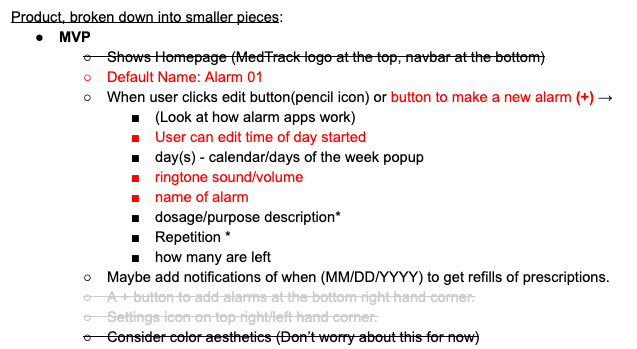 Product, broken down into smaller pieces:
● MVP
○ Shows Homepage (MedTrack logo at the top, navbar at the bottom)
○ Default Name: Alarm 01
○ When user clicks edit button(pencil icon) or button to make a new alarm (+) →
■ (Look at how alarm apps work)
■ User can edit time of day started
■ day(s) - calendar/days of the week popup
■ ringtone sound/volume
■ name of alarm
■ dosage/purpose description*
■ Repetition *
■ how many are left
○ Maybe add notifications of when (MM/DD/YYYY) to get refills of prescriptions.
○ A + button to add alarms at the bottom right hand corner.
○ Settings icon on top right/left hand corner.
○ Consider color aesthetics (Don't worry about this for now)